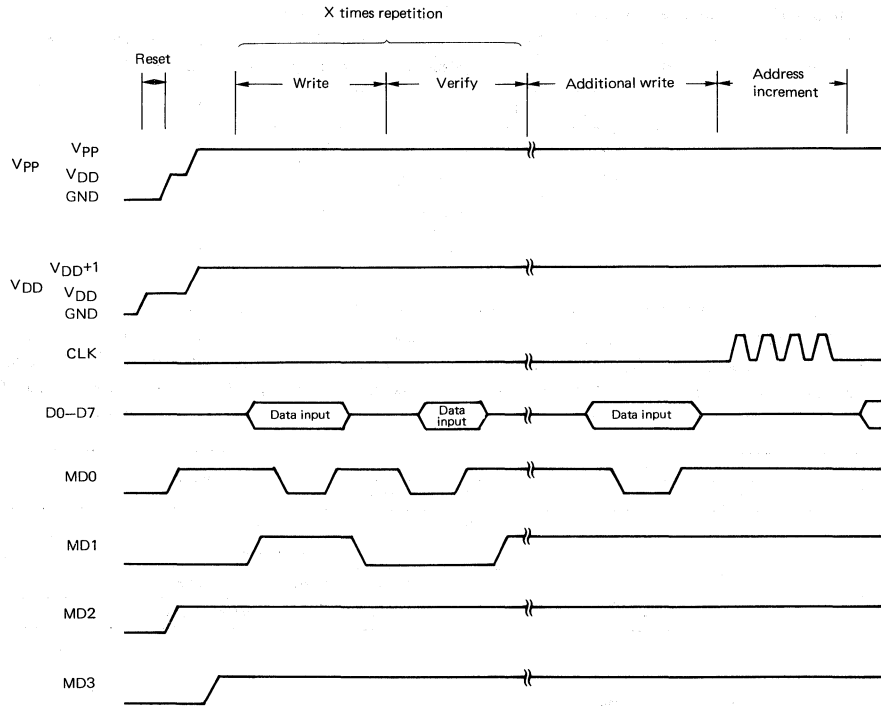 X times repetition
Reset
Write
Verify
Additional write
Address
increment
VPP
VPP
VDD
GND
VDD+1
VDD
VDD
GND
CLK
D0–D7
Data input
Data
input
Data input
MD0
MD1
MD2
MD3